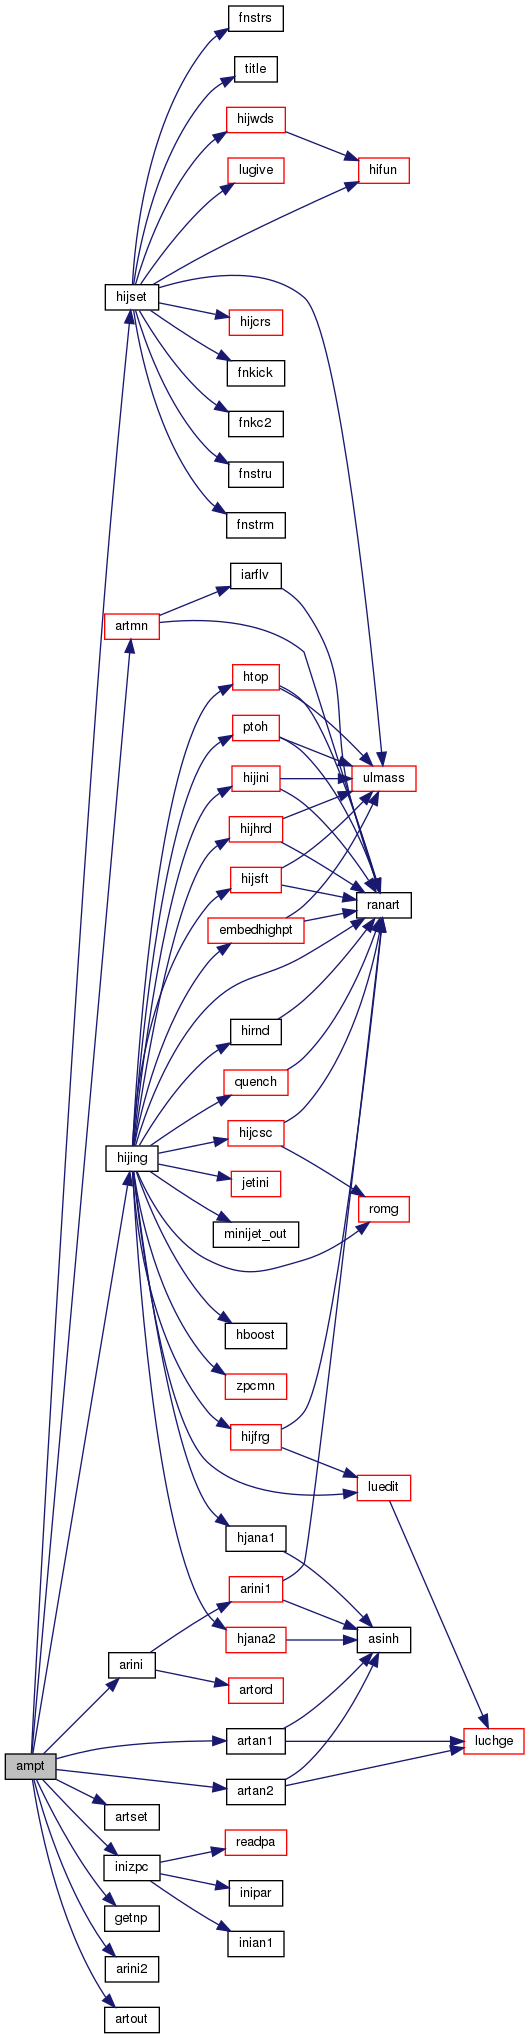 fnstrs
title
hijwds
lugive
hifun
hijset
hijcrs
fnkick
fnkc2
fnstru
fnstrm
iarflv
artmn
htop
ptoh
hijini
ulmass
hijhrd
hijsft
ranart
embedhighpt
hirnd
quench
hijcsc
hijing
jetini
romg
minijet_out
hboost
zpcmn
hijfrg
luedit
hjana1
arini1
hjana2
asinh
arini
artord
artan1
luchge
ampt
artan2
artset
readpa
inizpc
inipar
getnp
inian1
arini2
artout